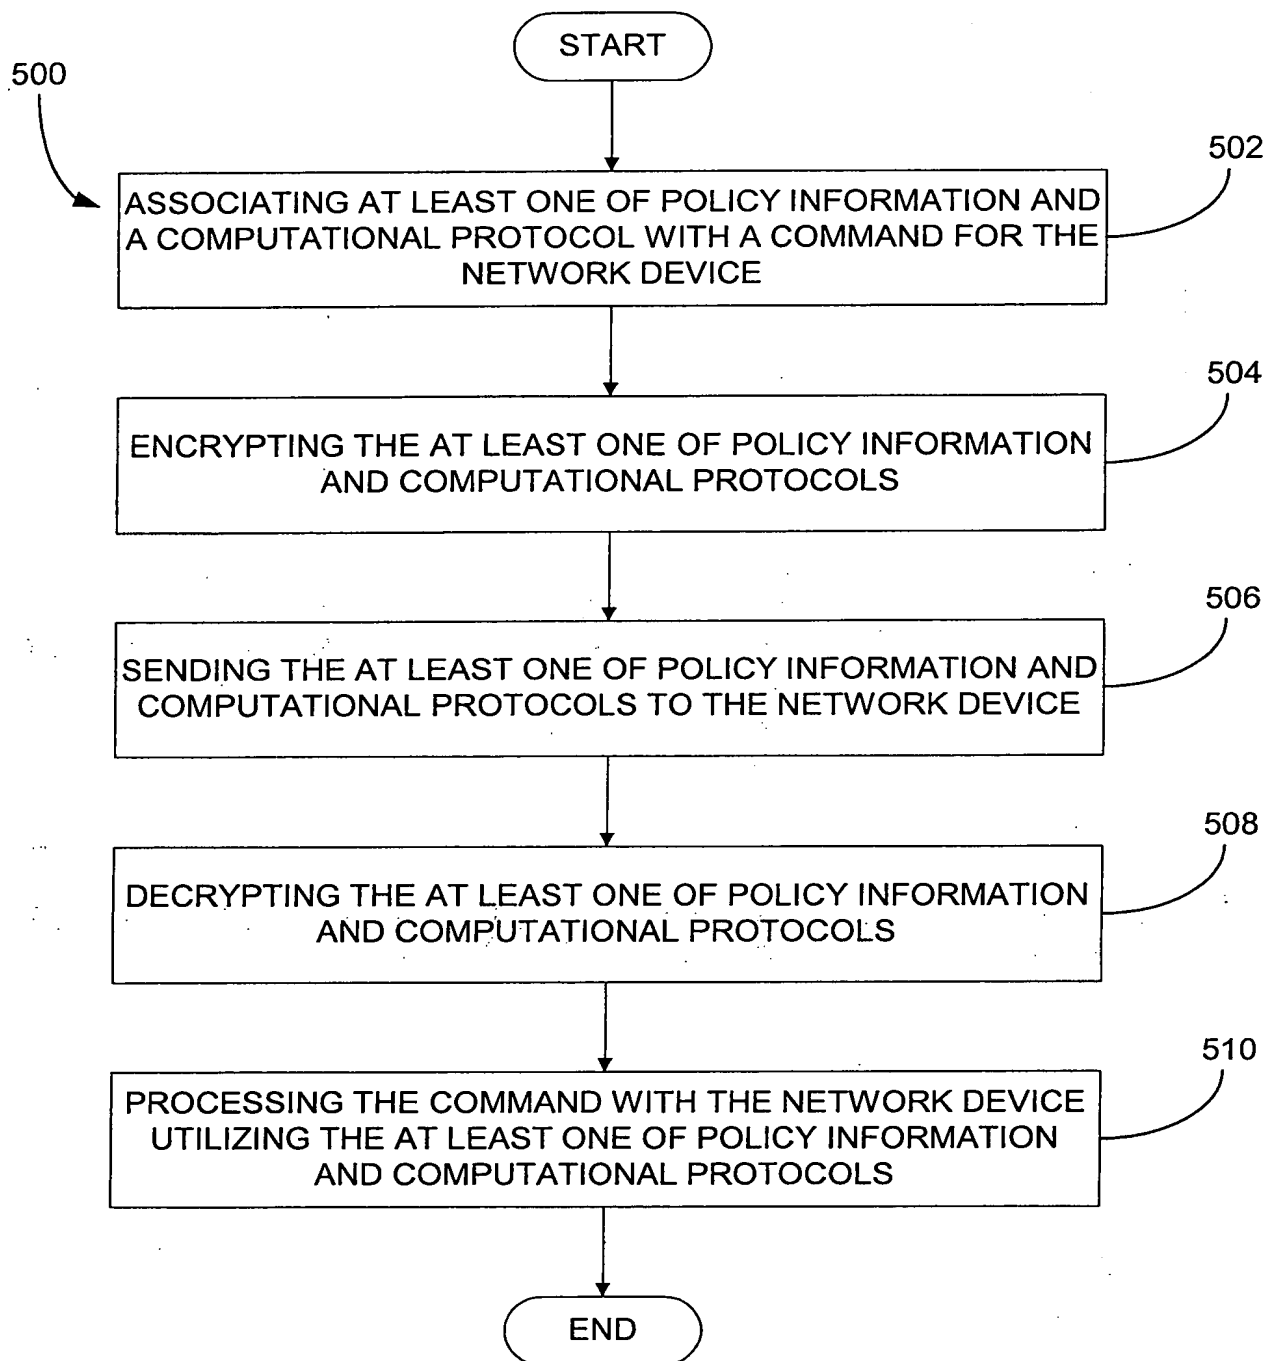 START
500
502
ASSOCIATING AT LEAST ONE OF POLICY INFORMATION AND
A COMPUTATIONAL PROTOCOL WITH A COMMAND FOR THE
NETWORK DEVICE
504
ENCRYPTING THE AT LEAST ONE OF POLICY INFORMATION
AND COMPUTATIONAL PROTOCOLS
506
SENDING THE AT LEAST ONE OF POLICY INFORMATION AND
COMPUTATIONAL PROTOCOLS TO THE NETWORK DEVICE
508
DECRYPTING THE AT LEAST ONE OF POLICY INFORMATION
AND COMPUTATIONAL PROTOCOLS
510
PROCESSING THE COMMAND WITH THE NETWORK DEVICE
UTILIZING THE AT LEAST ONE OF POLICY INFORMATION
AND COMPUTATIONAL PROTOCOLS
END